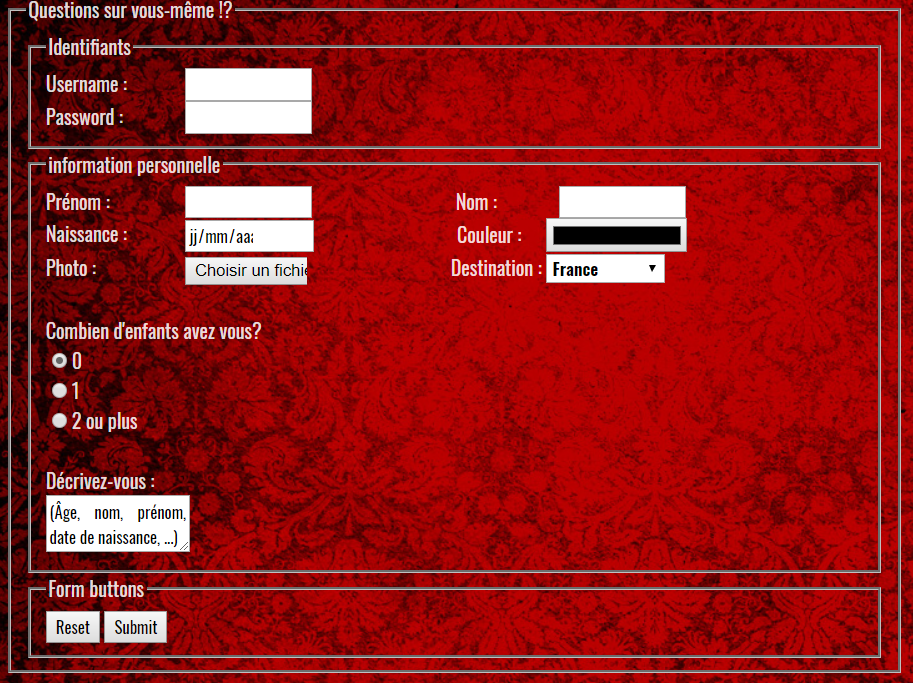 Questions sur vous-même !?
Identifiants
Username :
Password :
information personnelle
Prénom : Nom :
Naissance : jj/mm/aaa Couleur :
Photo : Choisir un fichie Destination : France
Combien d'enfants avez vous?
0
1
2 ou plus
Décrivez-vous :
(Âge, nom, prénom,
date de naissance, ...)
Form buttons
Reset Submit